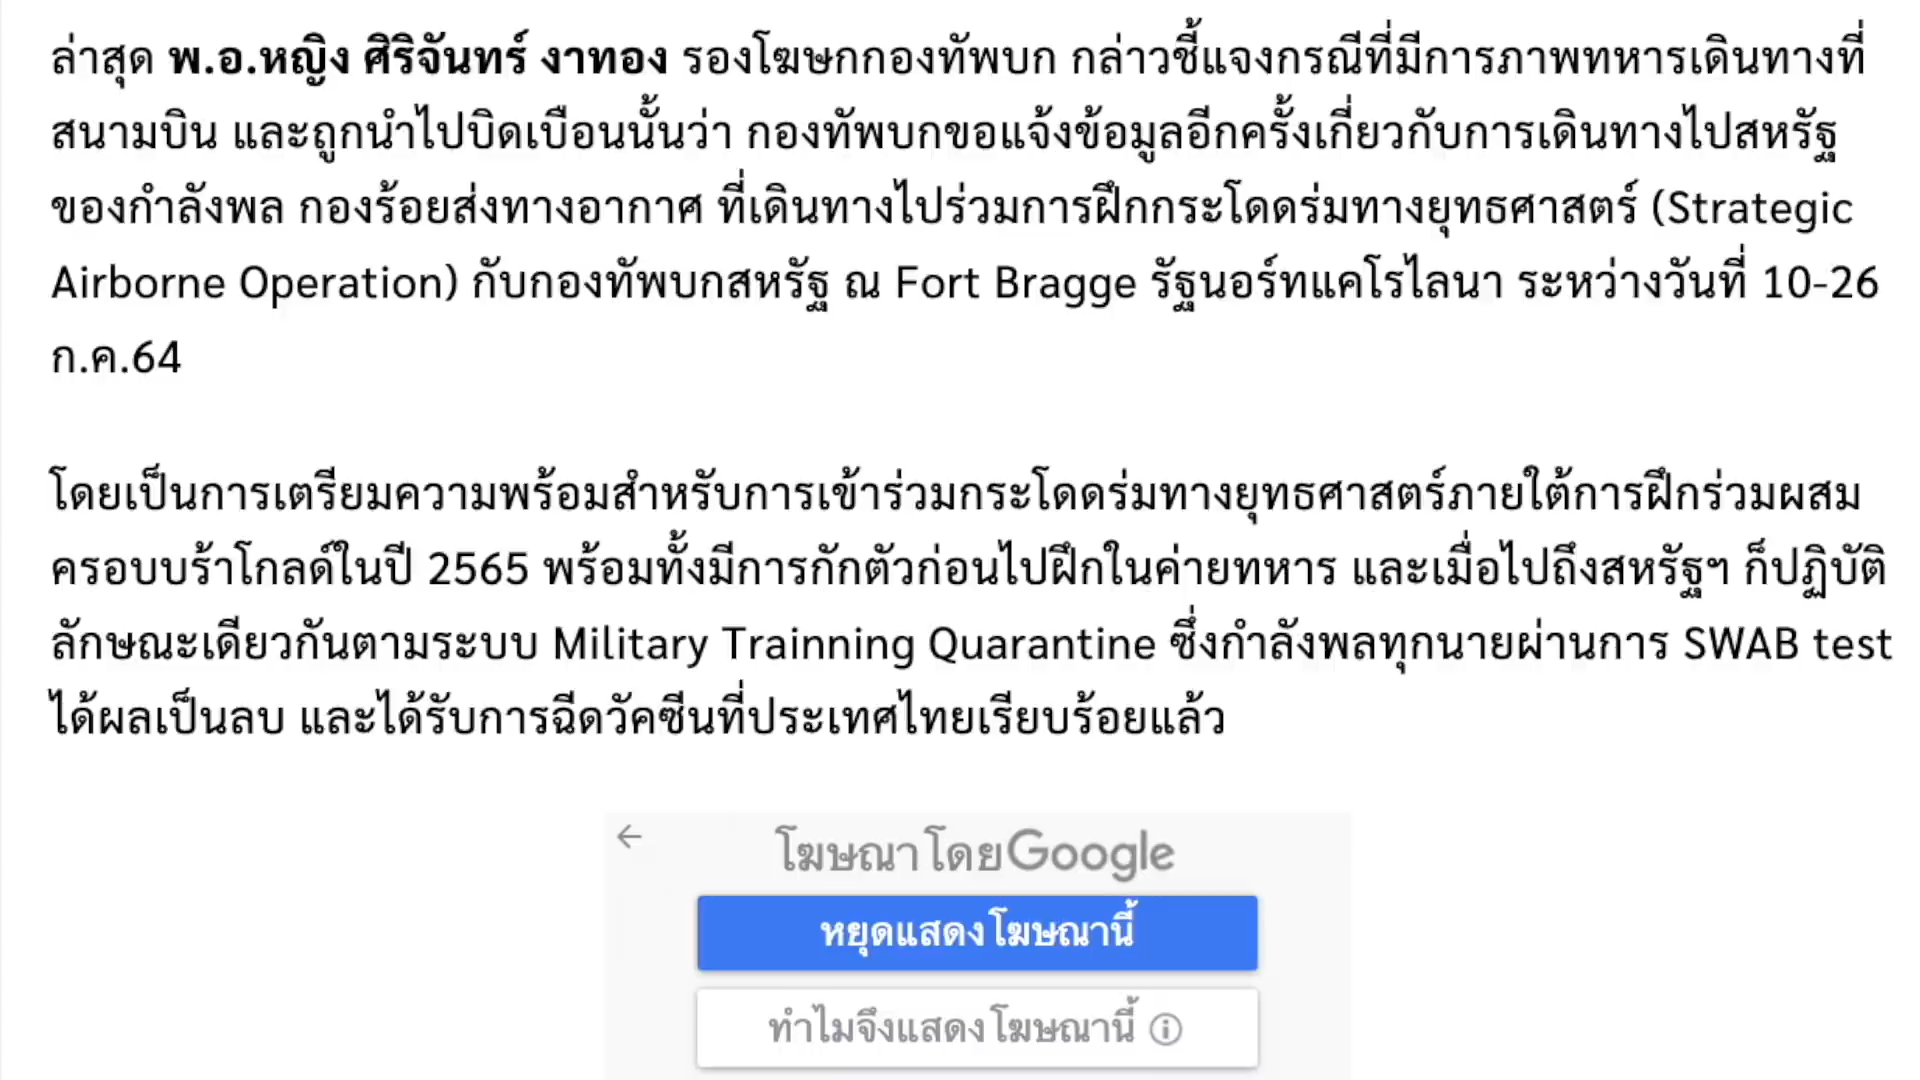 ล่าสุด พ.อ.หญิง ศิริจันทร์ งาทอง รองโฆษกกองทัพบก กล่าวชี้แจงกรณีที่มีการภาพทหารเดินทางที่
สนามบิน และถูกนำไปบิดเบือนนั้นว่า กองทัพบกขอแจ้งข้อมูลอีกครั้งเกี่ยวกับการเดินทางไปสหรัฐ
ของกำลังพล กองร้อยส่งทางอากาศ ที่เดินทางไปร่วมการฝึกกระโดดร่มทางยุทธศาสตร์ (Strategic
Airborne Operation) กับกองทัพบกสหรัฐ ณ Fort Bragge รัฐนอร์ทแคโรไลนา ระหว่างวันที่ 10-26
ก.ค.64
โดยเป็นการเตรียมความพร้อมสำหรับการเข้าร่วมกระโดดร่มทางยุทธศาสตร์ภายใต้การฝึกร่วมผสม
ครอบบร้าโกลด์ในปี 2565 พร้อมทั้งมีการกักตัวก่อนไปฝึกในค่ายทหาร และเมื่อไปถึงสหรัฐฯ ก็ปฏิบัติ
ลักษณะเดียวกันตามระบบ Military Trainning Quarantine ซึ่งกำลังพลทุกนายผ่านการ SWAB test
ได้ผลเป็นลบ และได้รับการฉีดวัคซีนที่ประเทศไทยเรียบร้อยแล้ว
โฆษณาโดย Google
หยุดแสดงโฆษณานี้
ทำไมจึงแสดงโฆษณานี้